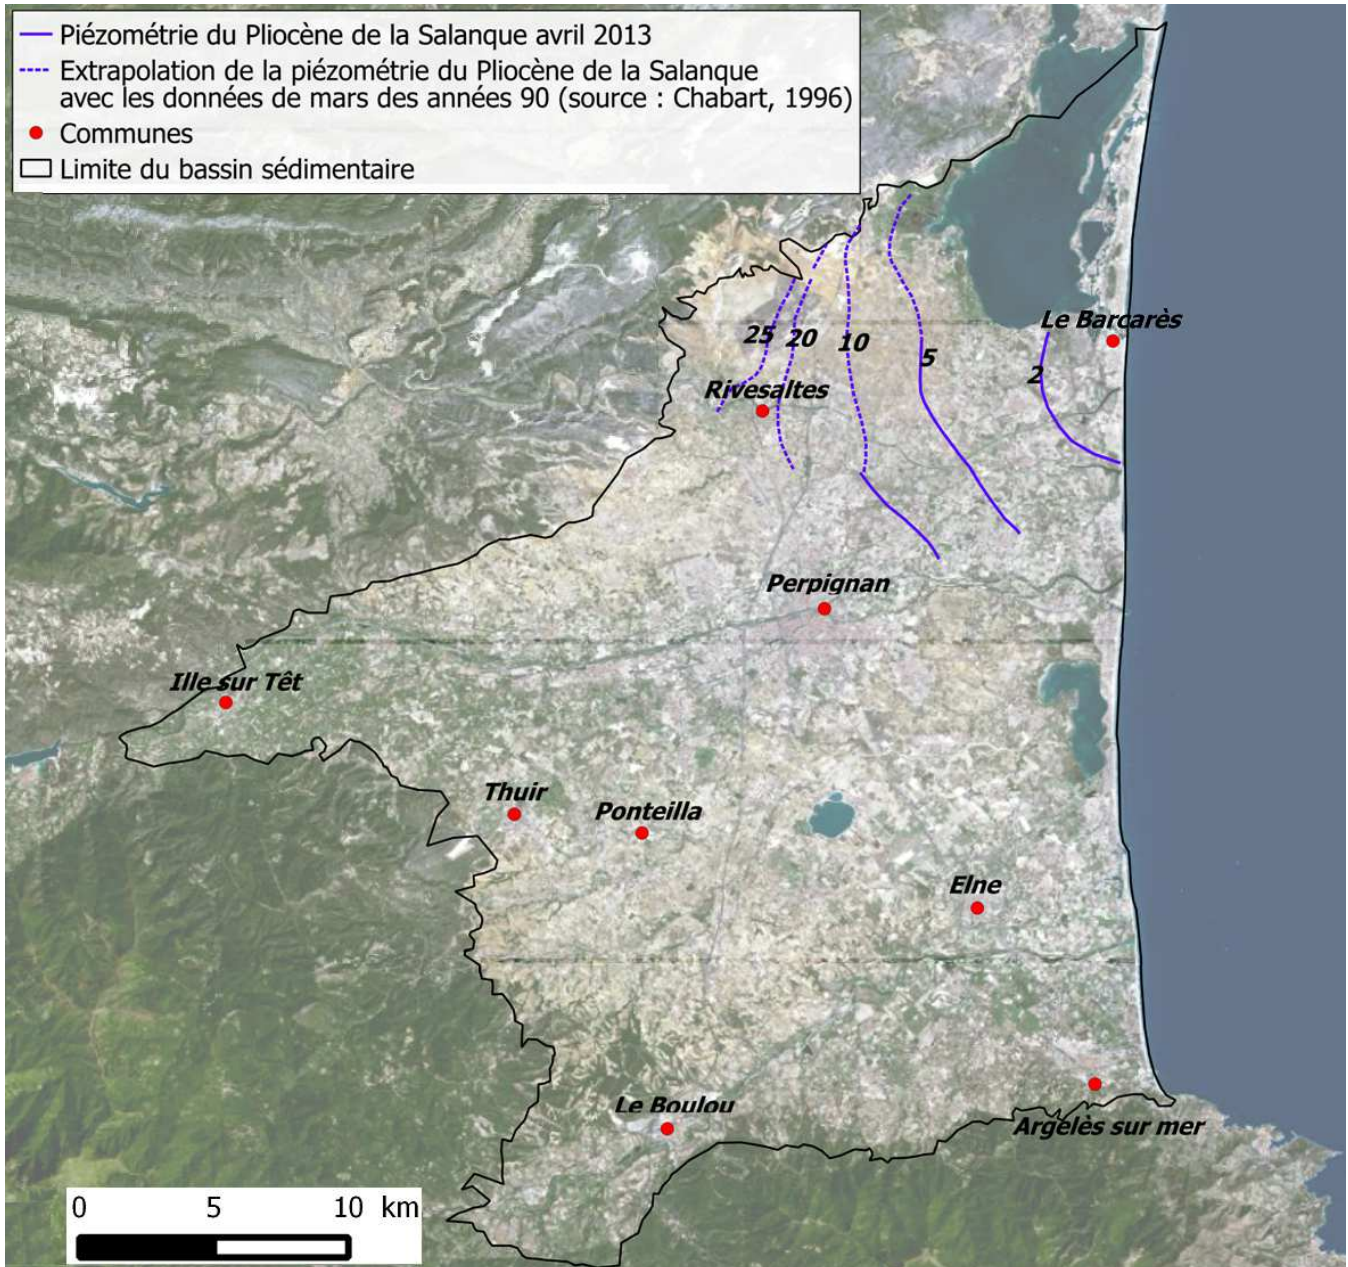 Piézométrie du Pliocène de la Salanque avril 2013
Extrapolation de la piézométrie du Pliocène de la Salanque
avec les données de mars des années 90 (source : Chabart, 1996)
Communes
Limite du bassin sédimentaire
Le Barcarès
25
20
10
5
2
Rivesaltes
Perpignan
Ille sur Têt
Thuir
Ponteilla
Elne
Le Boulou
Argelès sur mer
0 5 10 km